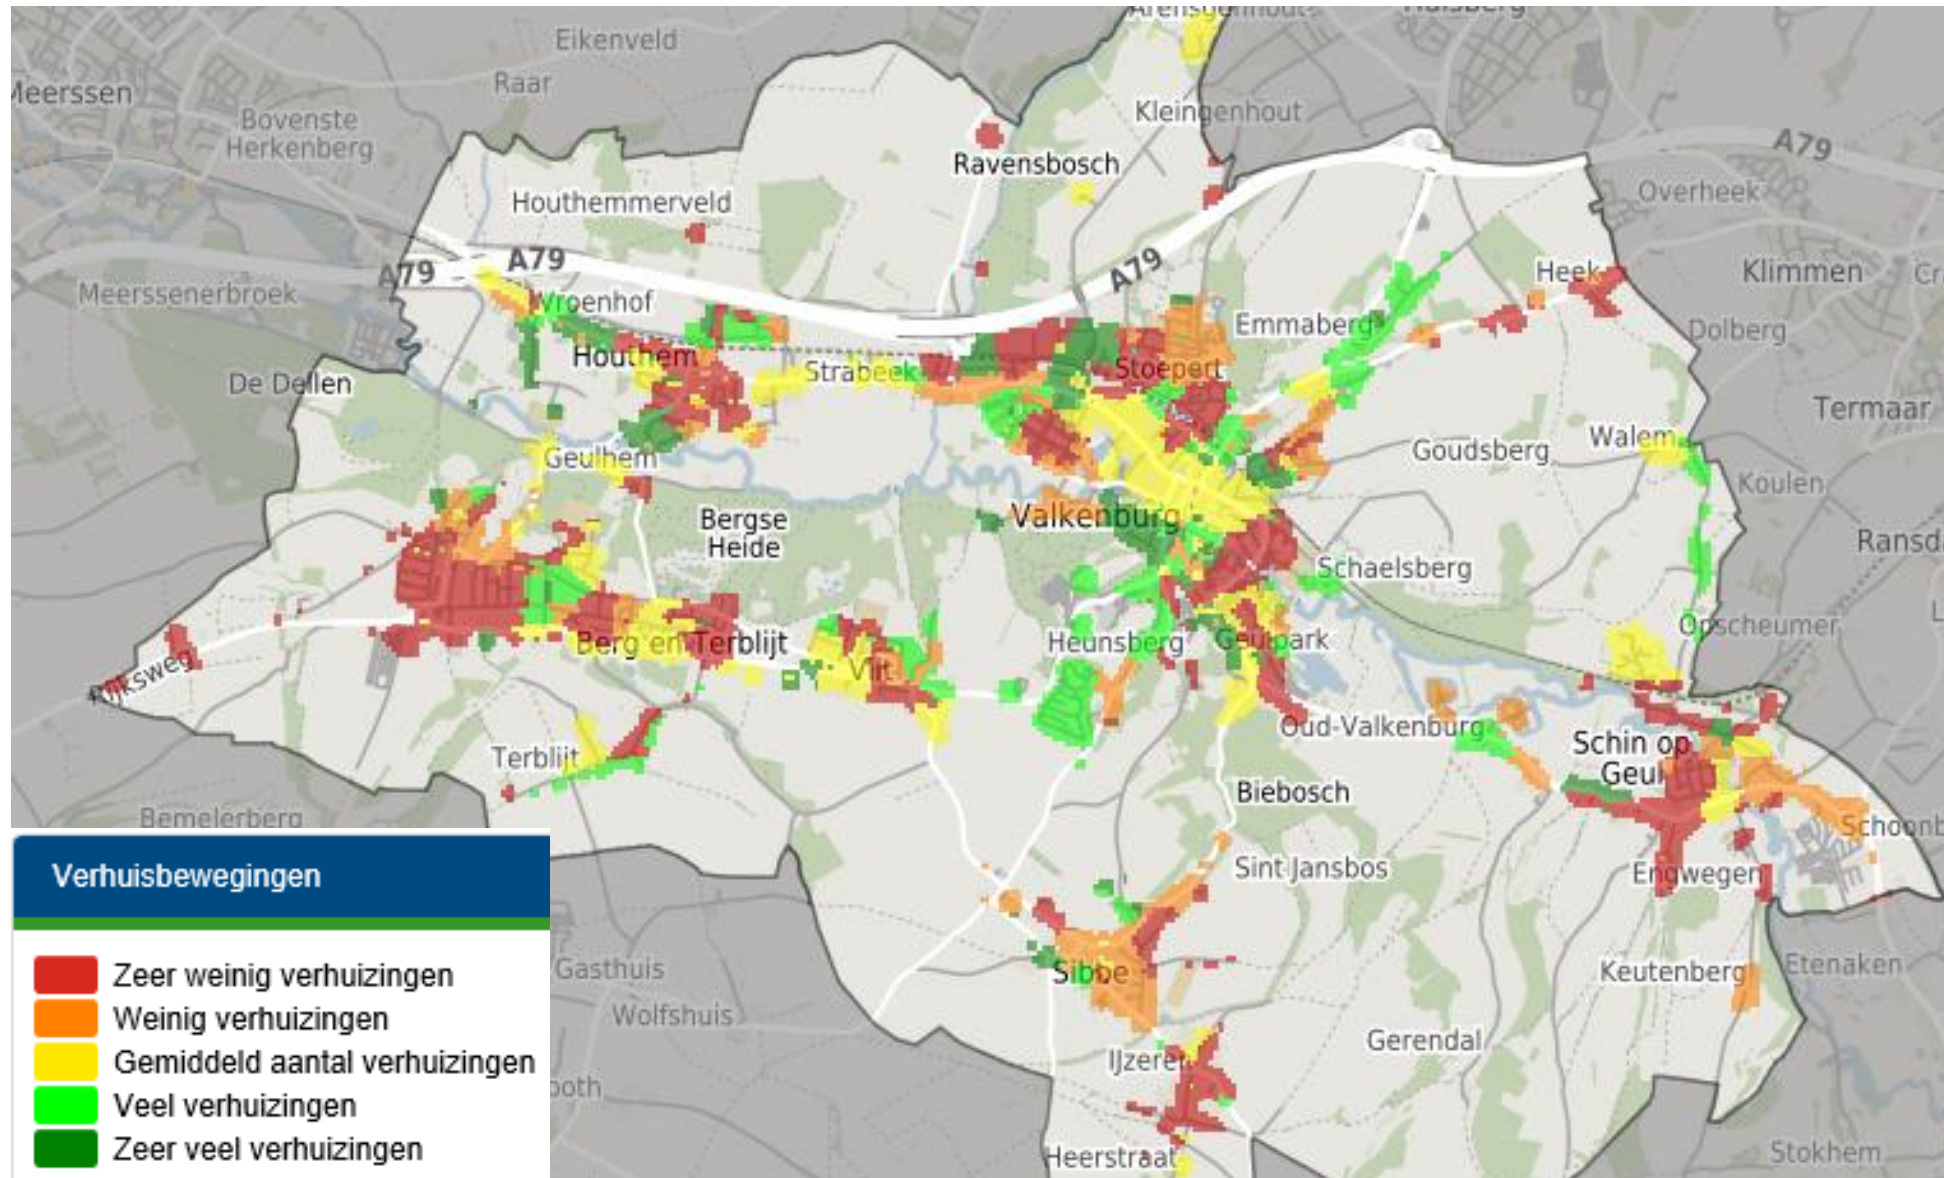 Eikenveld
Raar
Meerssen
Bovenste
Herkenberg
Kleingenhout
A79
Ravensbosch
Overheek
Houthemmerveld
A79
A79
A79
Klimmen
Heek
Meerssenerbroek
Vroenhof
Emmaberg
Dolberg
Houthem
Stoepert
Strabeek
De Dellen
Termaar
Walem
Goudsberg
Geulhem
Koulen
Bergse
Heide
Valkenburg
Schaelsberg
Opscheumer
Berg en Terblijt
Heunsberg
Geulpark
Vlit
Rijksweg
Oud-Valkenburg
Terblijt
Schin op
Geul
Biebosch
Bemelerberg
Sint Jansbos
Engwegen
Sibbe
Keutenberg
Etenaken
Gasthuis
Wolfshuis
Gerendal
Heerstraat
Stokhem
Verhuisbewegingen
Zeer weinig verhuizingen
Weinig verhuizingen
Gemiddeld aantal verhuizingen
Veel verhuizingen
Zeer veel verhuizingen